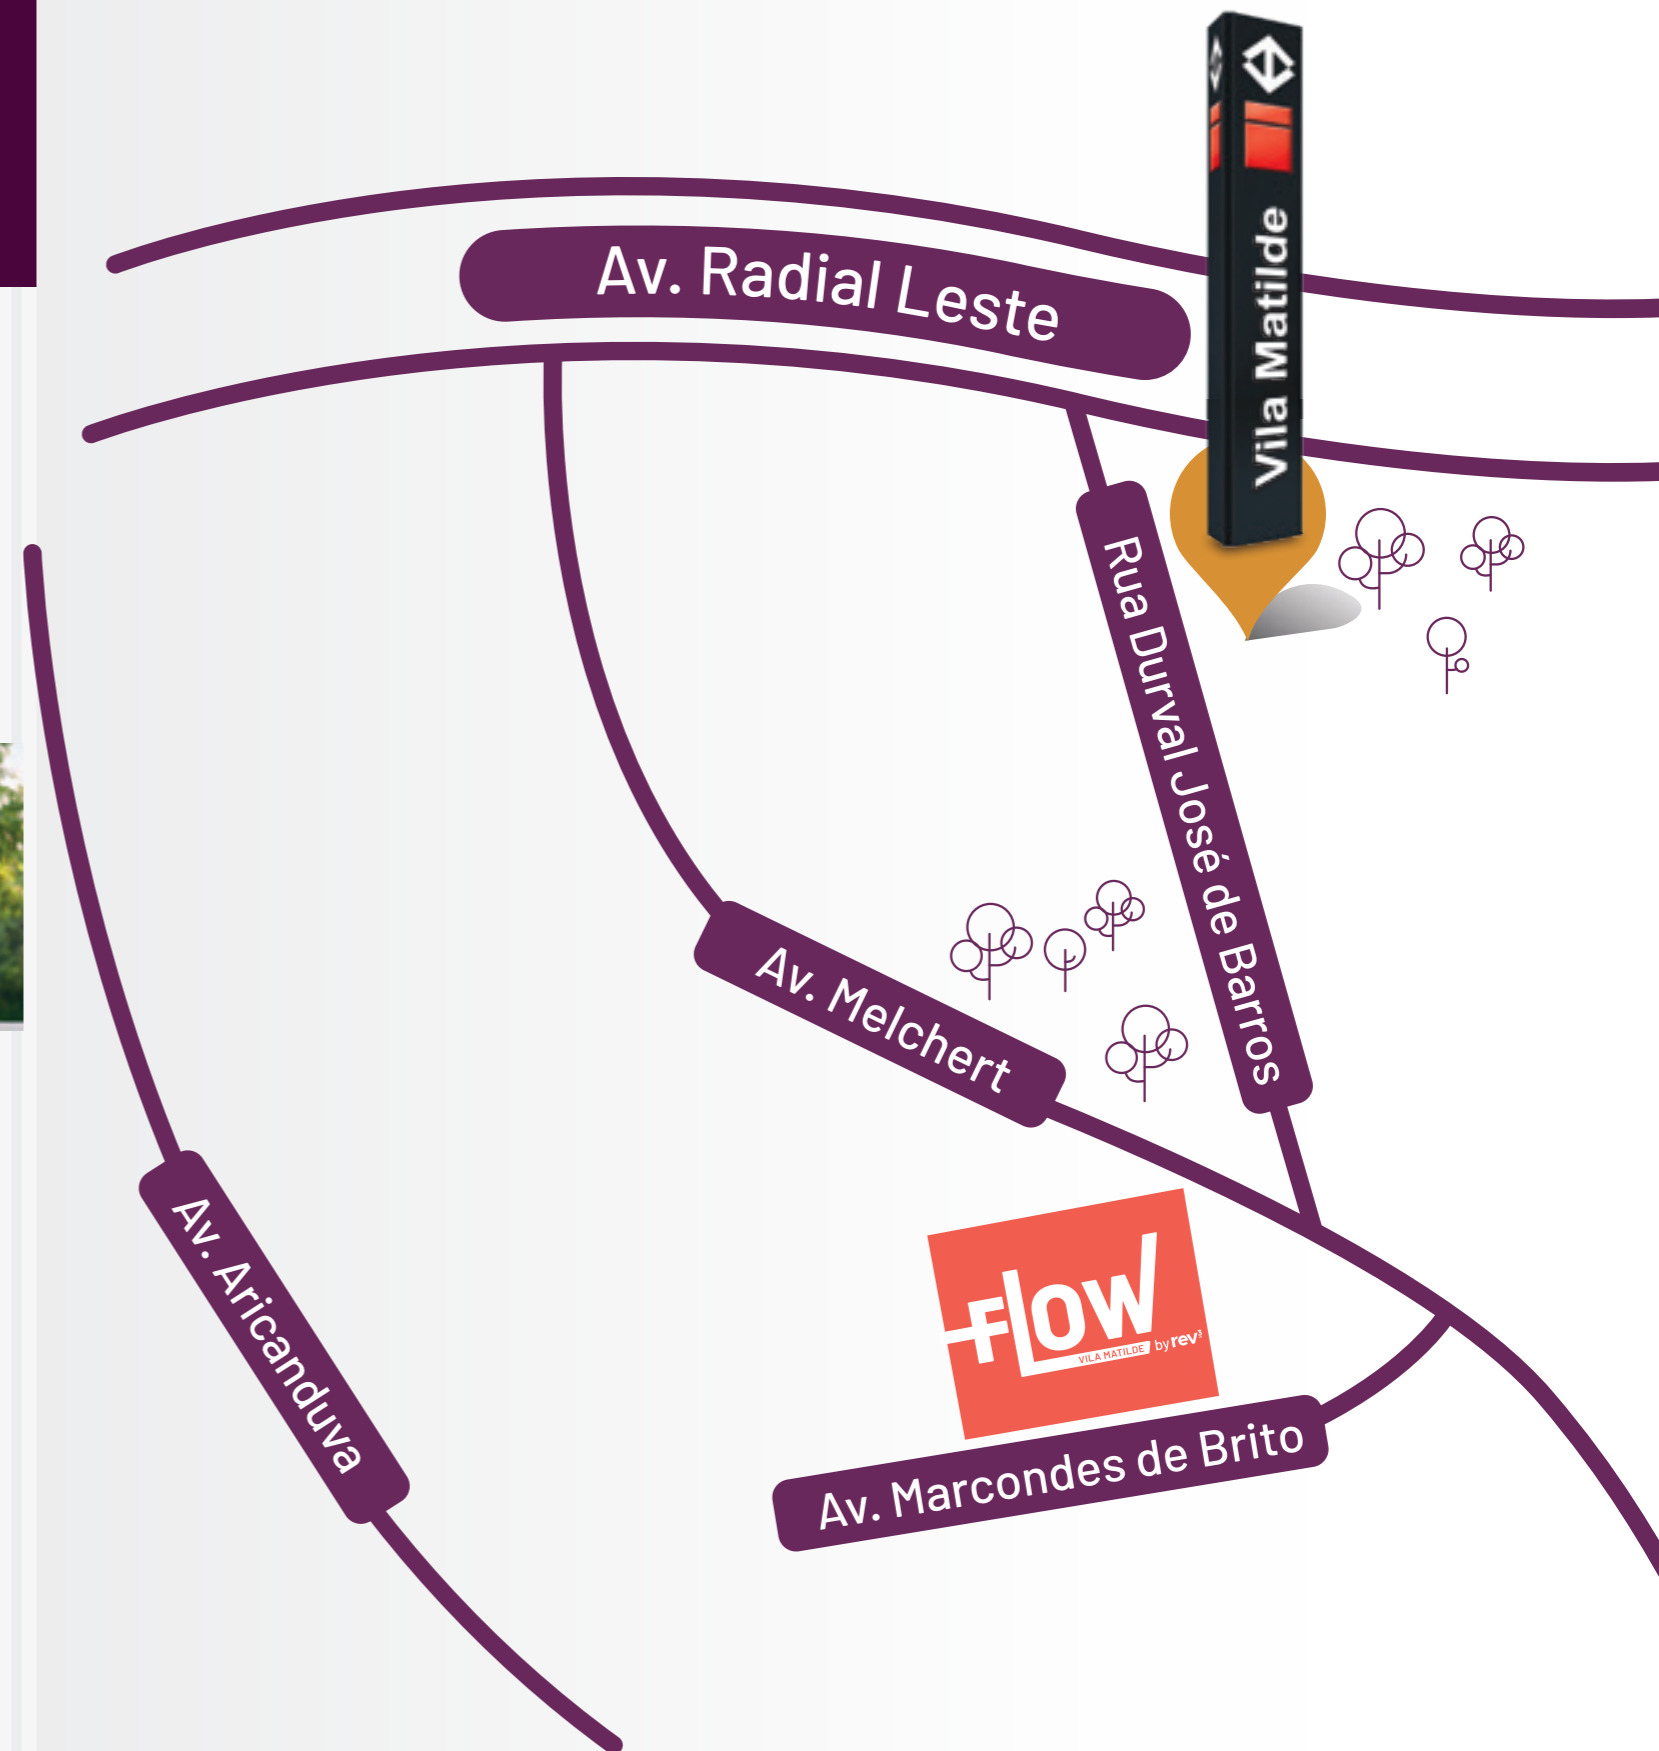 Av. Radial Leste
Vila Matilde
Rua Durval José de Barros
Av. Melchert
Av. Aricanduva
FLOW
VILA MATILDE by rev³
Av. Marcondes de Brito